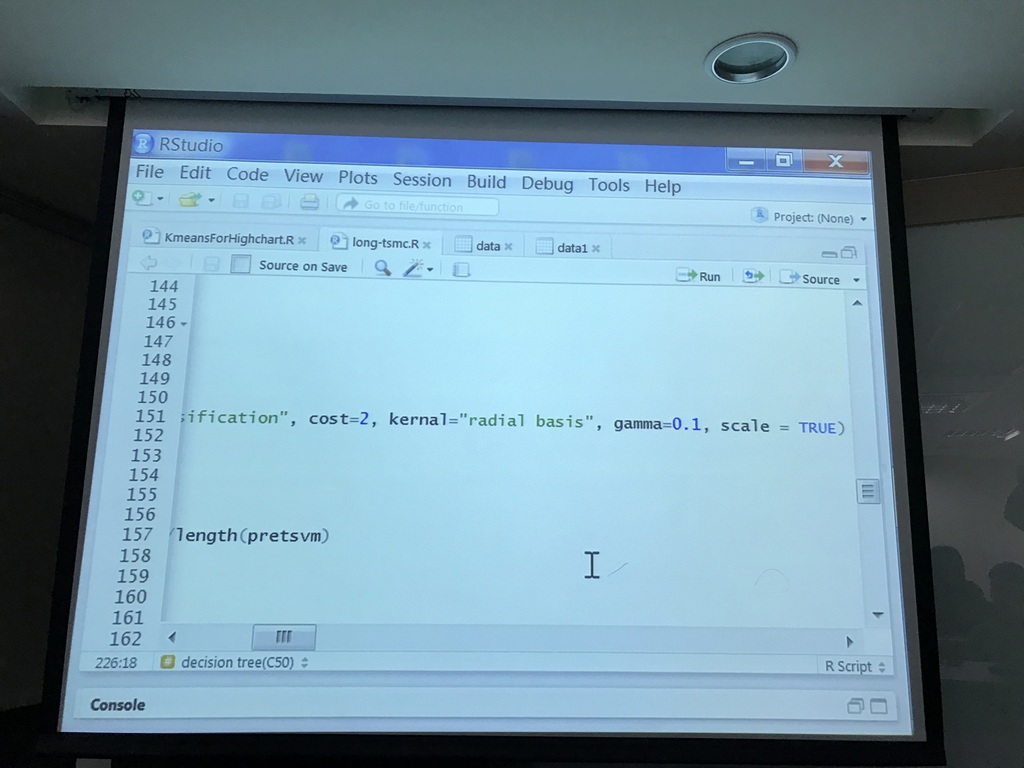 RStudio
File Edit Code View Plots Session Build Debug Tools Help
Go to file/function Project: (None)
KmeansForHighchart.R long-tsmc.R data data1
Source on Save Run Source
144
145
146
147
148
149
150
151 sification", cost=2, kernal="radial basis", gamma=0.1, scale = TRUE)
152
153
154
155
156
157 /length(pretsvm)
158
159
160
161
162
226:18 decision tree(C50) R Script
Console